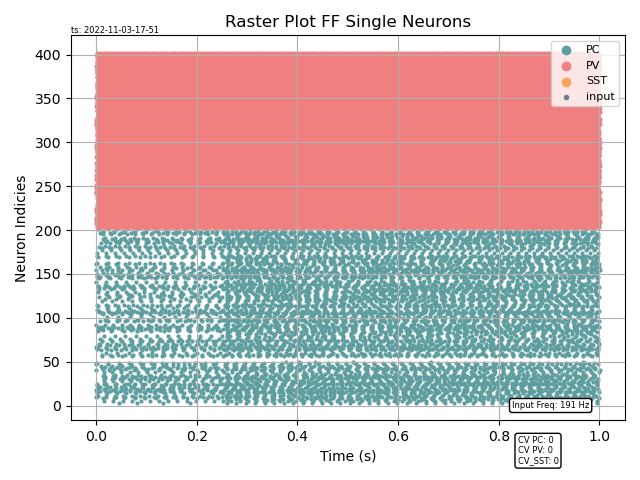 Raster Plot FF Single Neurons
ts: 2022-11-03-17-51
PC
PV
SST
input
400
350
300
250
200
150
100
50
0
Neuron Indicies
Input Freq: 191 Hz
0.0 0.2 0.4 0.6 0.8 1.0
Time (s)
CV PC: 0
CV PV: 0
CV_SST: 0